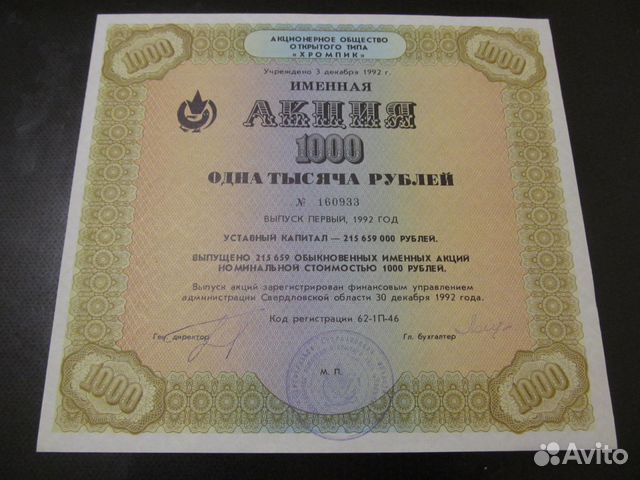 1000
1000
АКЦИОНЕРНОЕ ОБЩЕСТВО
ОТКРЫТОГО ТИПА
«ХРОМПИК»
Учреждено 3 декабря 1992 г.
ИМЕННАЯ
АКЦИЯ
1000
ОДНА ТЫСЯЧА РУБЛЕЙ
№ 160933
ВЫПУСК ПЕРВЫЙ, 1992 ГОД
УСТАВНЫЙ КАПИТАЛ — 215 659 000 РУБЛЕЙ.
ВЫПУЩЕНО 215 659 ОБЫКНОВЕННЫХ ИМЕННЫХ АКЦИЙ
НОМИНАЛЬНОЙ СТОИМОСТЬЮ 1000 РУБЛЕЙ.
Выпуск акций зарегистрирован финансовым управлением
администрации Свердловской области 30 декабря 1992 года.
Код регистрации 62-1П-46
Ген. директор
Гл. бухгалтер
М. П.
1000
1000
Avito